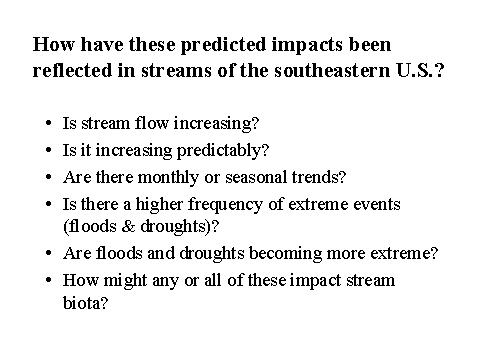 How have these predicted impacts been
reflected in streams of the southeastern U.S.?
• Is stream flow increasing?
• Is it increasing predictably?
• Are there monthly or seasonal trends?
• Is there a higher frequency of extreme events
(floods & droughts)?
• Are floods and droughts becoming more extreme?
• How might any or all of these impact stream
biota?